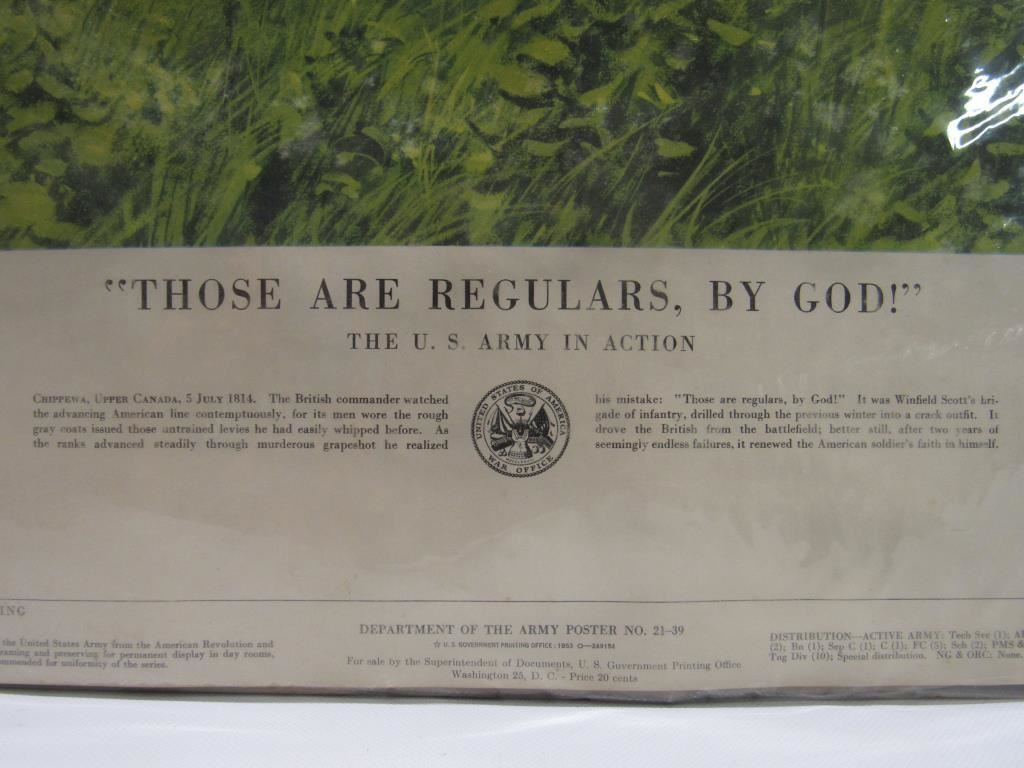 “THOSE ARE REGULARS, BY GOD!”
THE U. S. ARMY IN ACTION
CHIPPEWA, UPPER CANADA, 5 JULY 1814. The British commander watched
the advancing American line contemptuously, for its men wore the rough
gray coats issued those untrained levies he had easily whipped before. As
the ranks advanced steadily through murderous grapeshot he realized
UNITED STATES OF AMERICA
WAR OFFICE
his mistake: "Those are regulars, by God!" It was Winfield Scott's bri-
gade of infantry, drilled through the previous winter into a crack outfit. It
drove the British from the battlefield; better still, after two years of
seemingly endless failures, it renewed the American soldier's faith in himself.
ING
the United States Army from the American Revolution and
raming and preserving for permanent display in day rooms,
ommended for uniformity of the series.
DEPARTMENT OF THE ARMY POSTER NO. 21-39
☆ U. S. GOVERNMENT PRINTING OFFICE : 1953 O—249154
For sale by the Superintendent of Documents, U. S. Government Printing Office
Washington 25, D. C. - Price 20 cents
DISTRIBUTION—ACTIVE ARMY: Tech Svc (1);
(2); Bn (1); Sep C (1); C (1); FC (5); Sch (2); PMS &
Tng Div (10); Special distribution. NG & ORC: None.